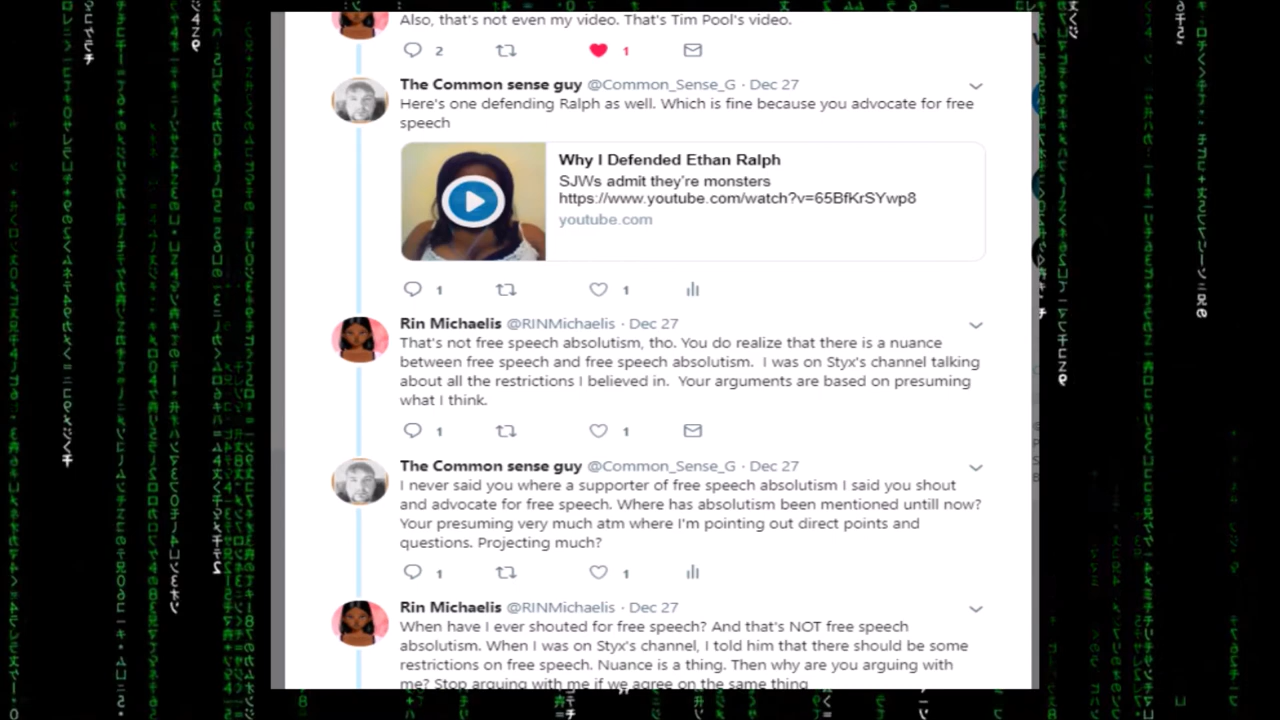 Also, that's not even my video. That's Tim Pool's video.
2
1
The Common sense guy @Common_Sense_G · Dec 27
Here's one defending Ralph as well. Which is fine because you advocate for free
speech
Why I Defended Ethan Ralph
SJWs admit they're monsters
https://www.youtube.com/watch?v=65BfKrSYwp8
youtube.com
1
1
Rin Michaelis @RINMichaelis · Dec 27
That's not free speech absolutism, tho. You do realize that there is a nuance
between free speech and free speech absolutism. I was on Styx's channel talking
about all the restrictions I believed in. Your arguments are based on presuming
what I think.
1
1
The Common sense guy @Common_Sense_G · Dec 27
I never said you where a supporter of free speech absolutism I said you shout
and advocate for free speech. Where has absolutism been mentioned untill now?
Your presuming very much atm where I'm pointing out direct points and
questions. Projecting much?
1
1
Rin Michaelis @RINMichaelis · Dec 27
When have I ever shouted for free speech? And that's NOT free speech
absolutism. When I was on Styx's channel, I told him that there should be some
restrictions on free speech. Nuance is a thing. Then why are you arguing with
me? Stop arguing with me if we agree on the same thing